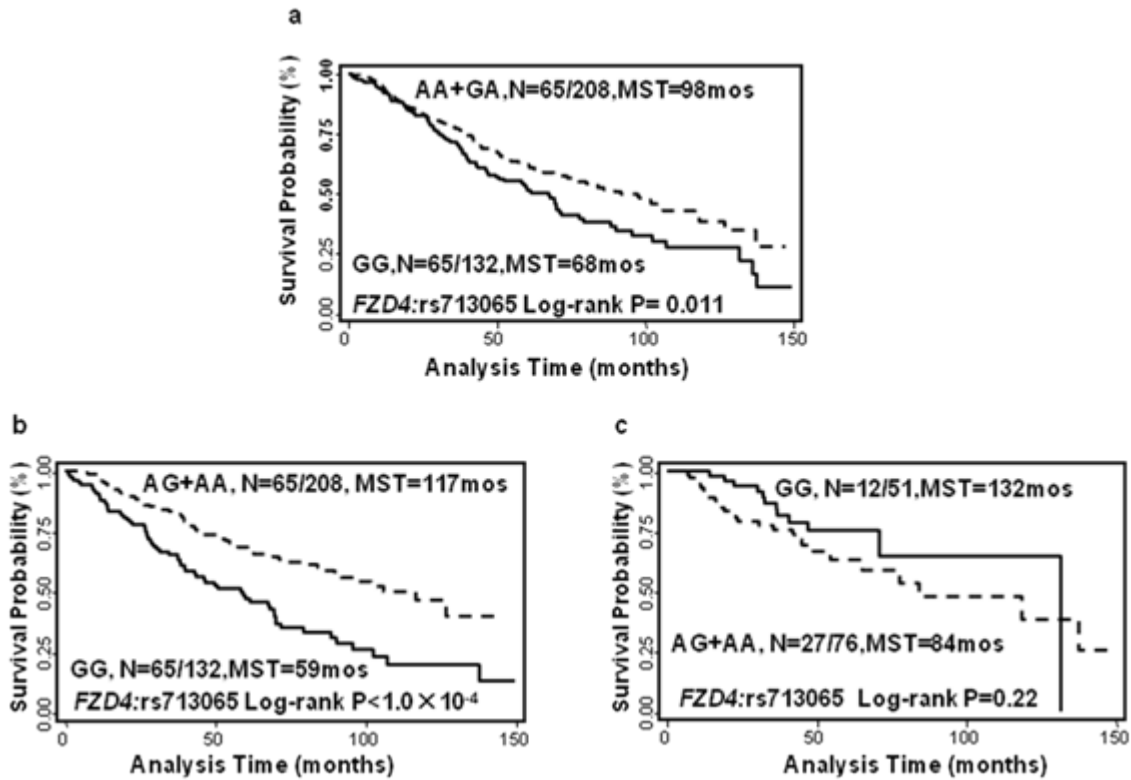 a
Survival Probability (%)
1.00
0.75
0.50
0.25
0.00
AA+GA,N=65/208,MST=98mos
GG,N=65/132,MST=68mos
FZD4:rs713065 Log-rank P= 0.011
0 50 100 150
Analysis Time (months)
b
Survival Probability (%)
1.00
0.75
0.50
0.25
0.00
AG+AA, N=65/208, MST=117mos
GG, N=65/132,MST=59mos
FZD4:rs713065 Log-rank P<1.0×10-4
0 50 100 150
Analysis Time (months)
c
Survival Probability (%)
1.00
0.75
0.50
0.25
0.00
GG, N=12/51,MST=132mos
AG+AA, N=27/76,MST=84mos
FZD4:rs713065 Log-rank P=0.22
0 50 100 150
Analysis Time (months)